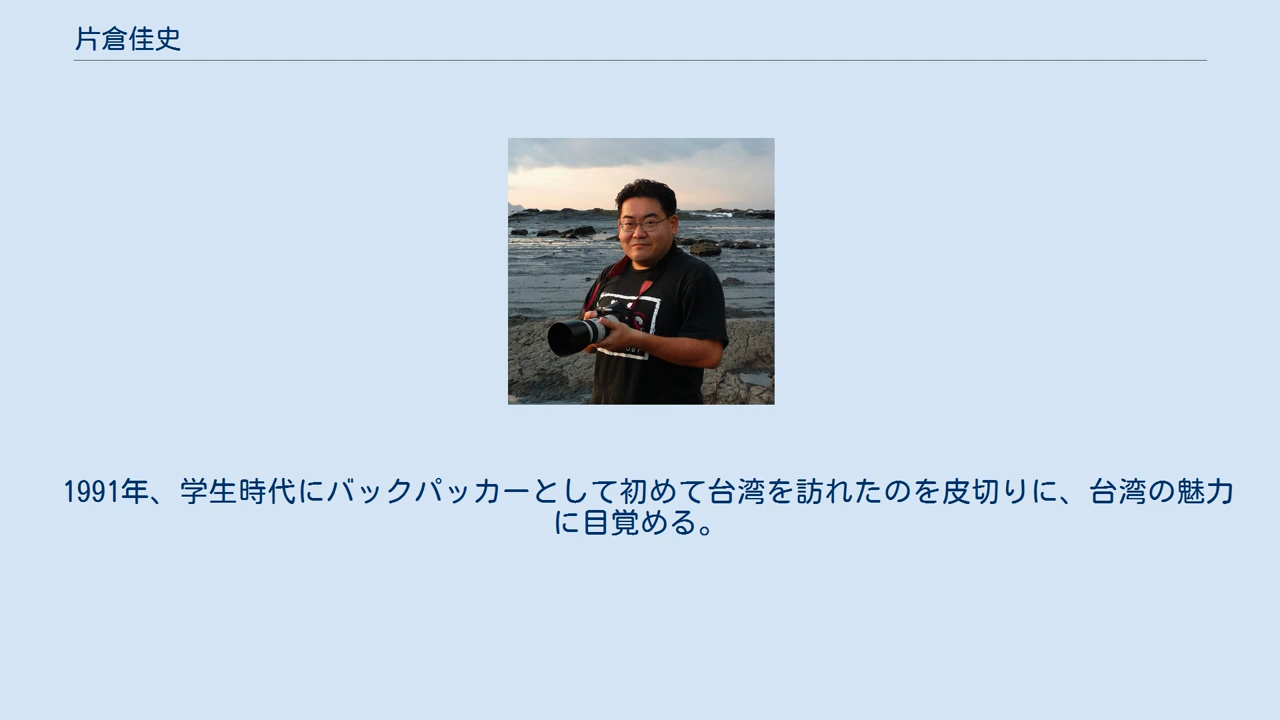 片倉佳史
1991年、学生時代にバックパッカーとして初めて台湾を訪れたのを皮切りに、台湾の魅力
に目覚める。